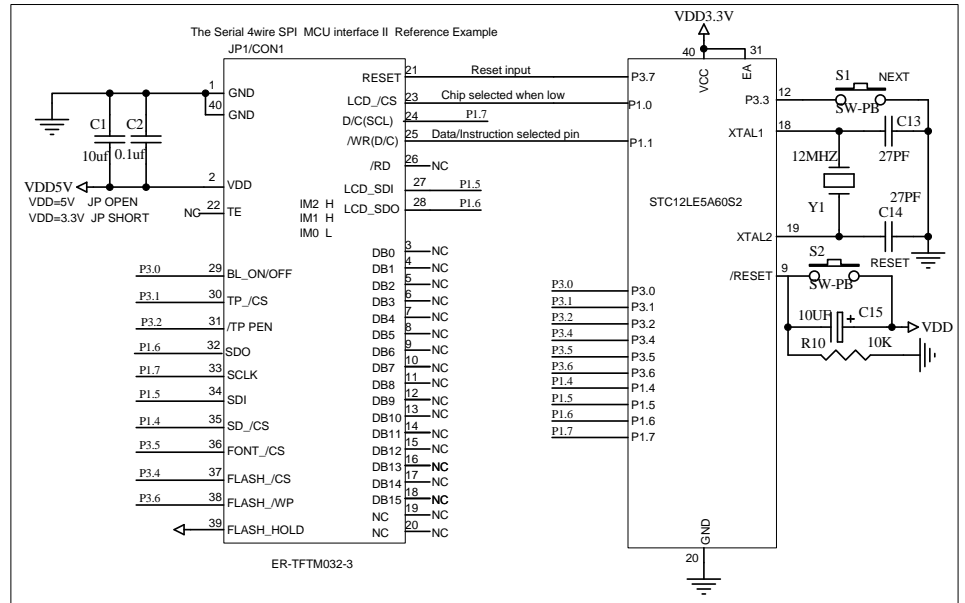 The Serial 4wire SPI MCU interface II Reference Example
JP1/CON1
VDD3.3V
1 GND
40 GND
C1 C2
10uf 0.1uf
VDD5V
2 VDD
VDD=5V JP OPEN
VDD=3.3V JP SHORT
NC 22 TE
IM2 H
IM1 H
IM0 L
P3.0 29 BL_ON/OFF
P3.1 30 TP_/CS
P3.2 31 /TP PEN
P1.6 32 SDO
P1.7 33 SCLK
P1.5 34 SDI
P1.4 35 SD_/CS
P3.5 36 FONT_/CS
P3.4 37 FLASH_/CS
P3.6 38 FLASH_/WP
39 FLASH_HOLD
RESET 21 Reset input P3.7
LCD_/CS 23 Chip selected when low P1.0
D/C(SCL) 24 P1.7
/WR(D/C) 25 Data/Instruction selected pin P1.1
/RD 26 NC
LCD_SDI 27 P1.5
LCD_SDO 28 P1.6
DB0 3 NC
DB1 4 NC
DB2 5 NC
DB3 6 NC
DB4 7 NC
DB5 8 NC
DB6 9 NC
DB7 10 NC
DB8 11 NC
DB9 12 NC
DB10 13 NC
DB11 14 NC
DB12 15 NC
DB13 16 NC
DB14 17 NC
DB15 18 NC
NC 19 NC
NC 20 NC
ER-TFTM032-3
40 VCC
31 EA
STC12LE5A60S2
P3.0 P3.0
P3.1 P3.1
P3.2 P3.2
P3.4 P3.4
P3.5 P3.5
P3.6 P3.6
P1.4 P1.4
P1.5 P1.5
P1.6 P1.6
P1.7 P1.7
20 GND
P3.3 12
S1 NEXT
SW-PB
XTAL1 18
C13
27PF
12MHZ
Y1
27PF
C14
XTAL2 19
RESET
S2
/RESET 9
SW-PB
10UF C15
+
VDD
R10 10K